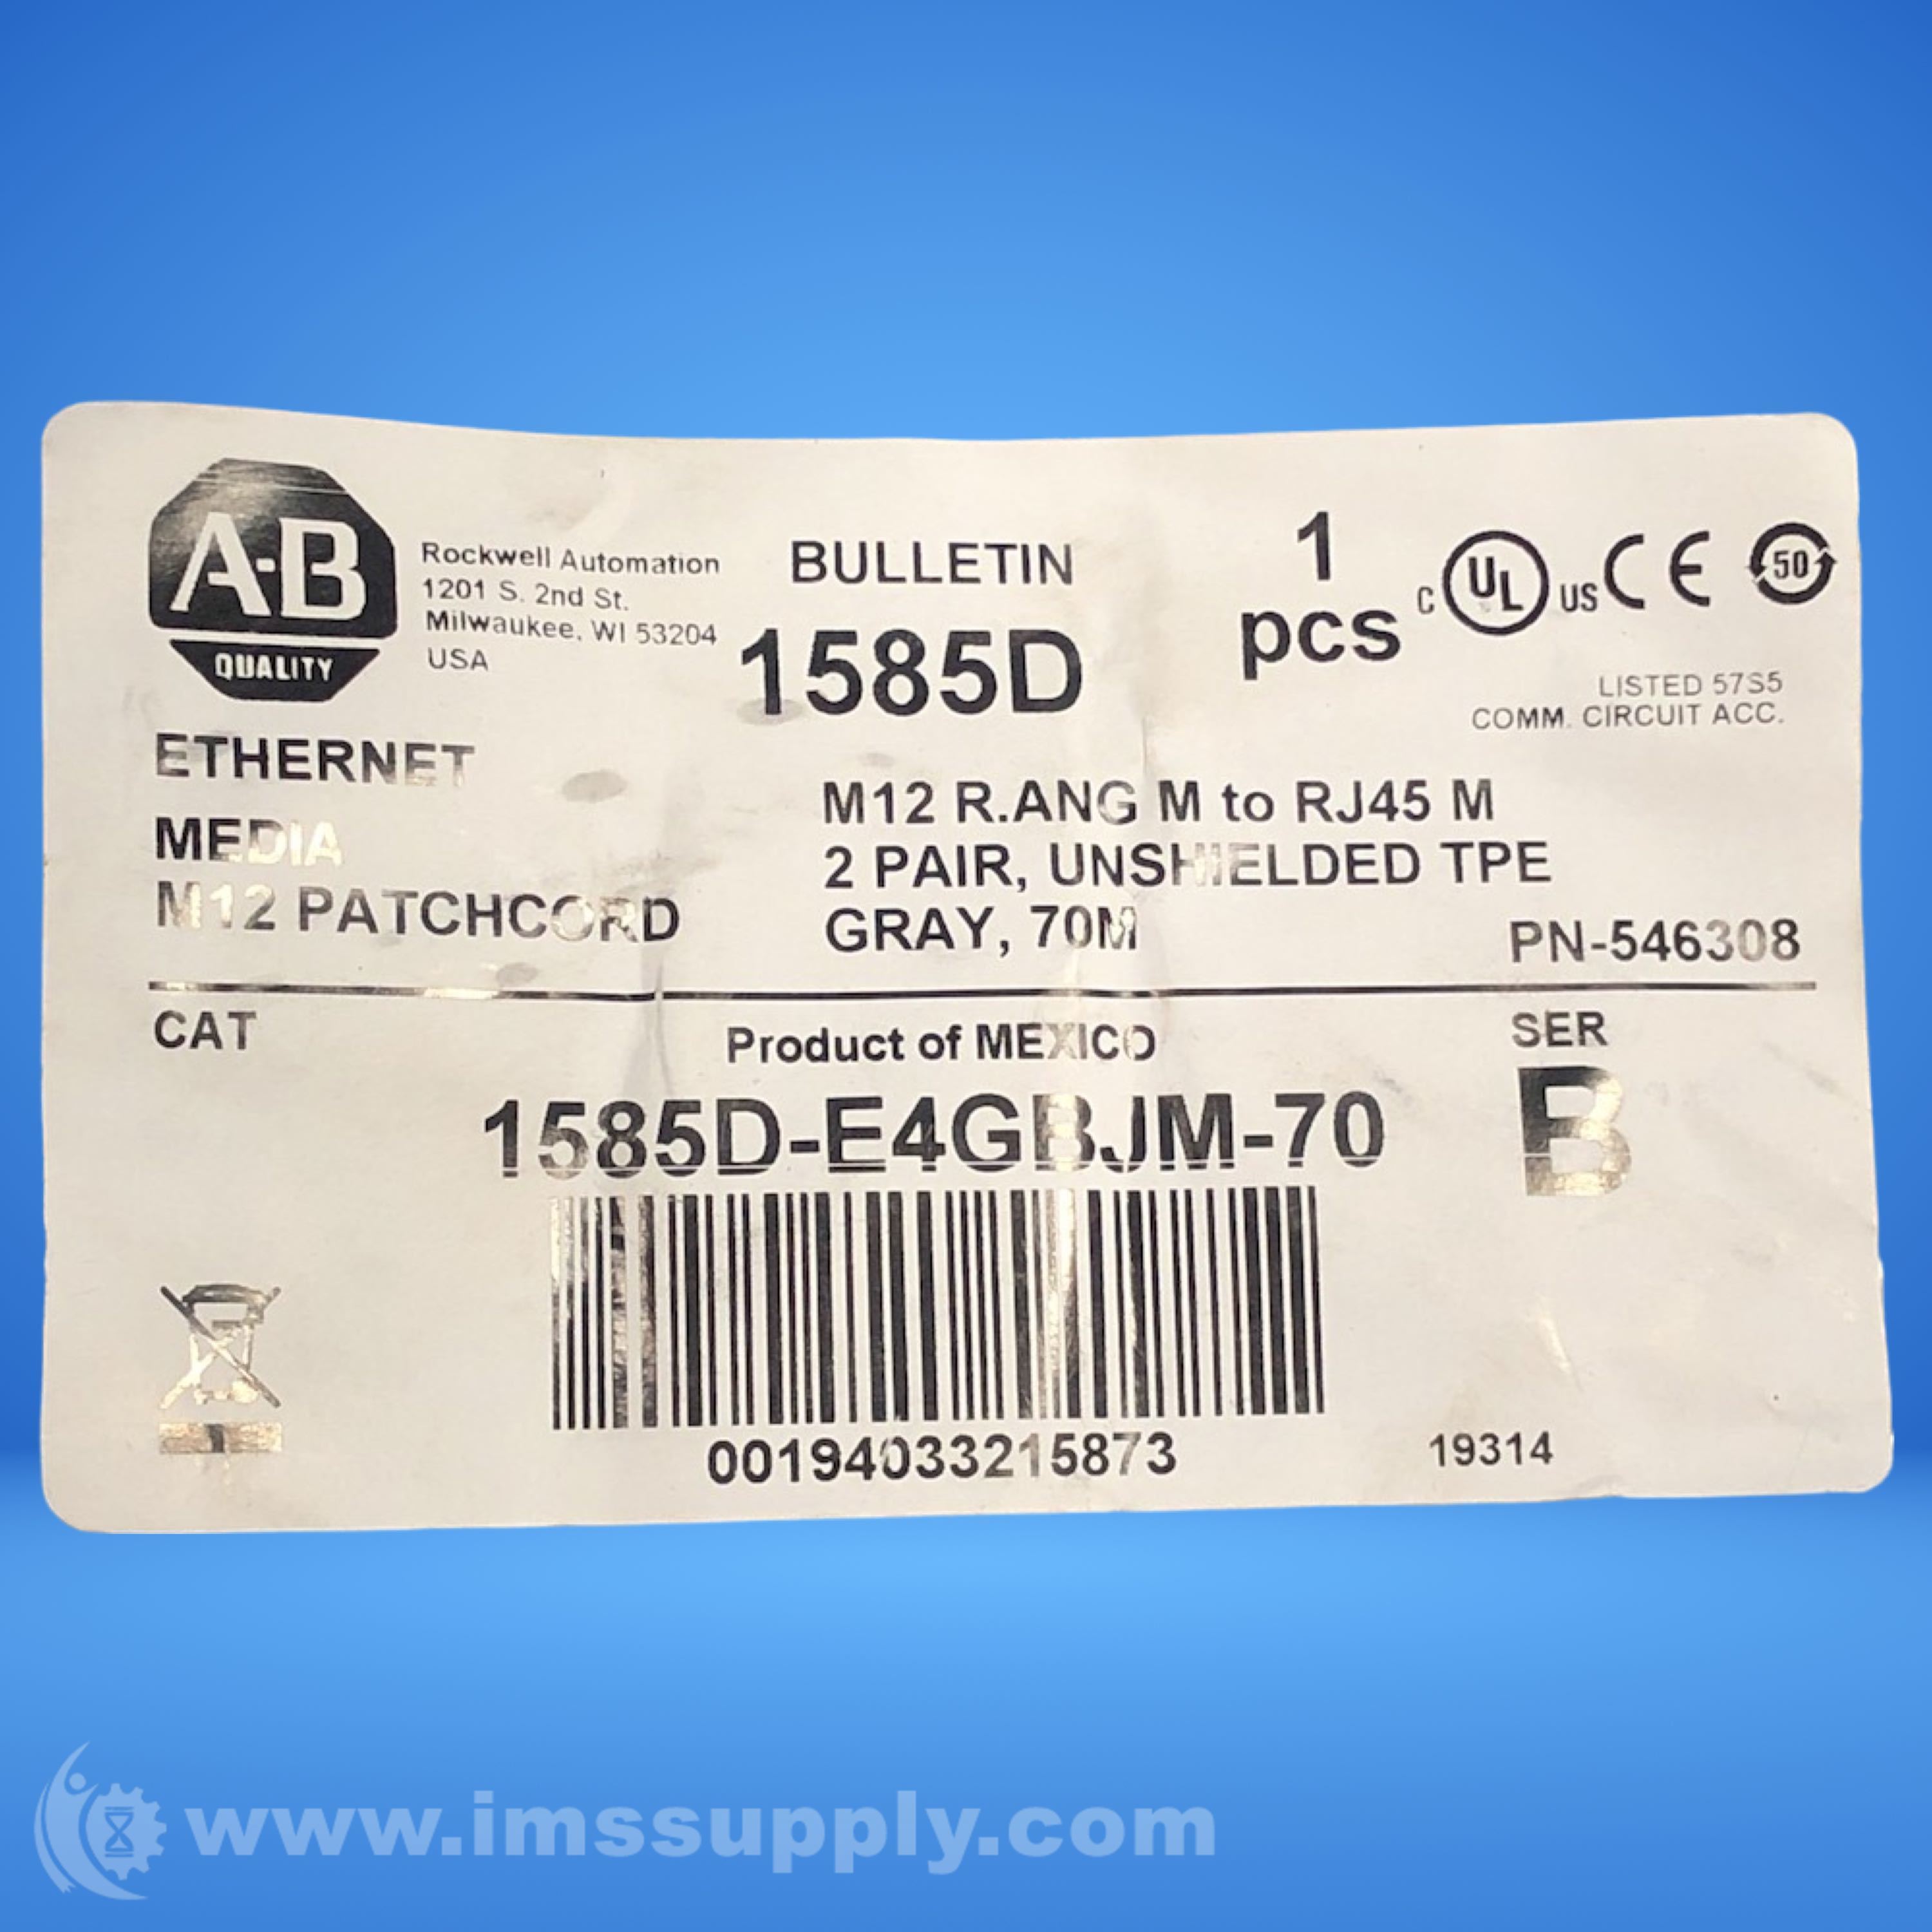 A-B
QUALITY
Rockwell Automation
1201 S. 2nd St.
Milwaukee, WI 53204
USA
BULLETIN
1585D
1
pcs
C UL US CE 50
LISTED 57S5
COMM. CIRCUIT ACC.
ETHERNET
MEDIA
M12 PATCHCORD
M12 R.ANG M to RJ45 M
2 PAIR, UNSHIELDED TPE
GRAY, 70M
PN-546308
CAT
Product of MEXICO
SER
1585D-E4GBJM-70
B
00194033215873
19314
www.imssupply.com